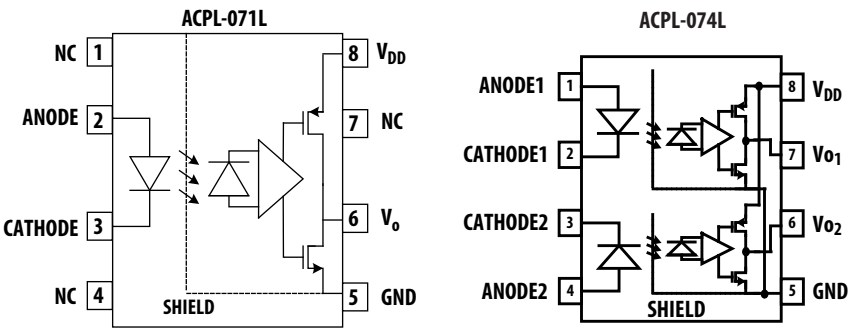 ACPL-071L
NC 1
ANODE 2
CATHODE 3
NC 4
8 VDD
7 NC
6 Vo
5 GND
SHIELD
ACPL-074L
ANODE1 1
CATHODE1 2
CATHODE2 3
ANODE2 4
8 VDD
7 Vo1
6 Vo2
5 GND
SHIELD